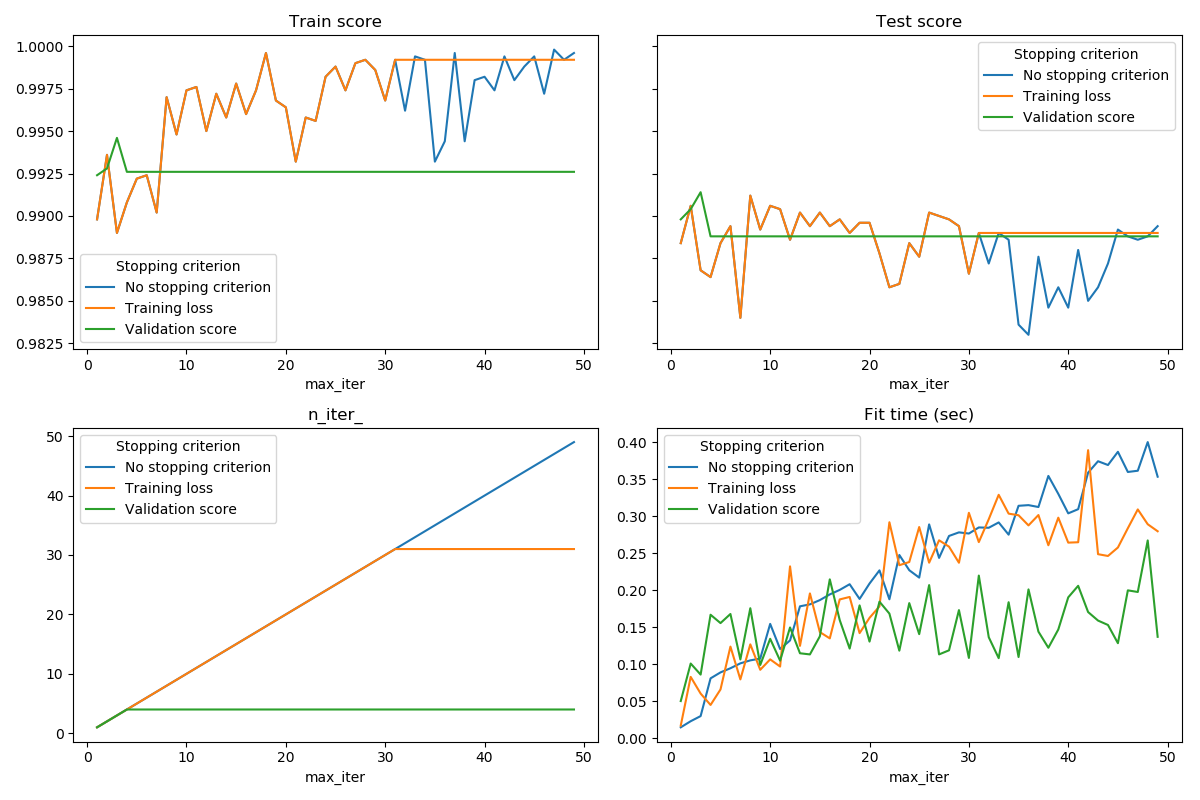 Train score
1.0000
0.9975
0.9950
0.9925
0.9900
0.9875
0.9850
0.9825
Stopping criterion
No stopping criterion
Training loss
Validation score
0 10 20 30 40 50
max_iter
Test score
Stopping criterion
No stopping criterion
Training loss
Validation score
0 10 20 30 40 50
max_iter
n_iter_
50
40
30
20
10
0
Stopping criterion
No stopping criterion
Training loss
Validation score
0 10 20 30 40 50
max_iter
Fit time (sec)
0.40
0.35
0.30
0.25
0.20
0.15
0.10
0.05
0.00
Stopping criterion
No stopping criterion
Training loss
Validation score
0 10 20 30 40 50
max_iter